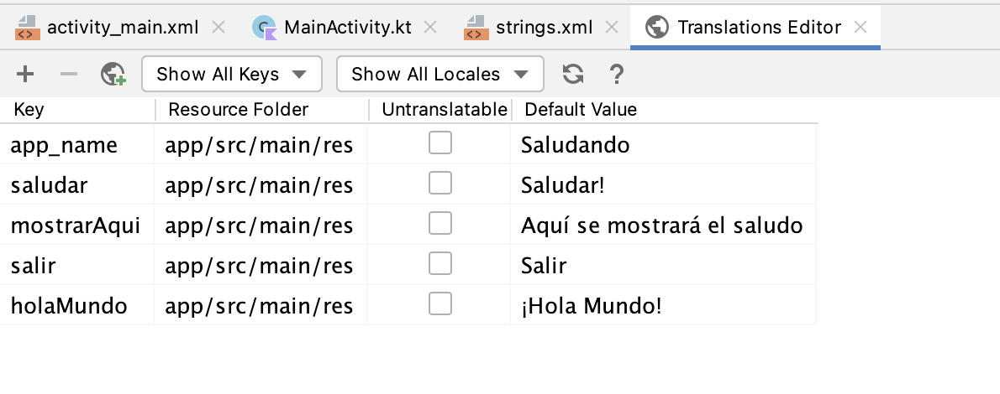 activity_main.xml MainActivity.kt strings.xml Translations Editor
Show All Keys Show All Locales ?
Key Resource Folder Untranslatable Default Value
app_name app/src/main/res Saludando
saludar app/src/main/res Saludar!
mostrarAqui app/src/main/res Aquí se mostrará el saludo
salir app/src/main/res Salir
holaMundo app/src/main/res ¡Hola Mundo!